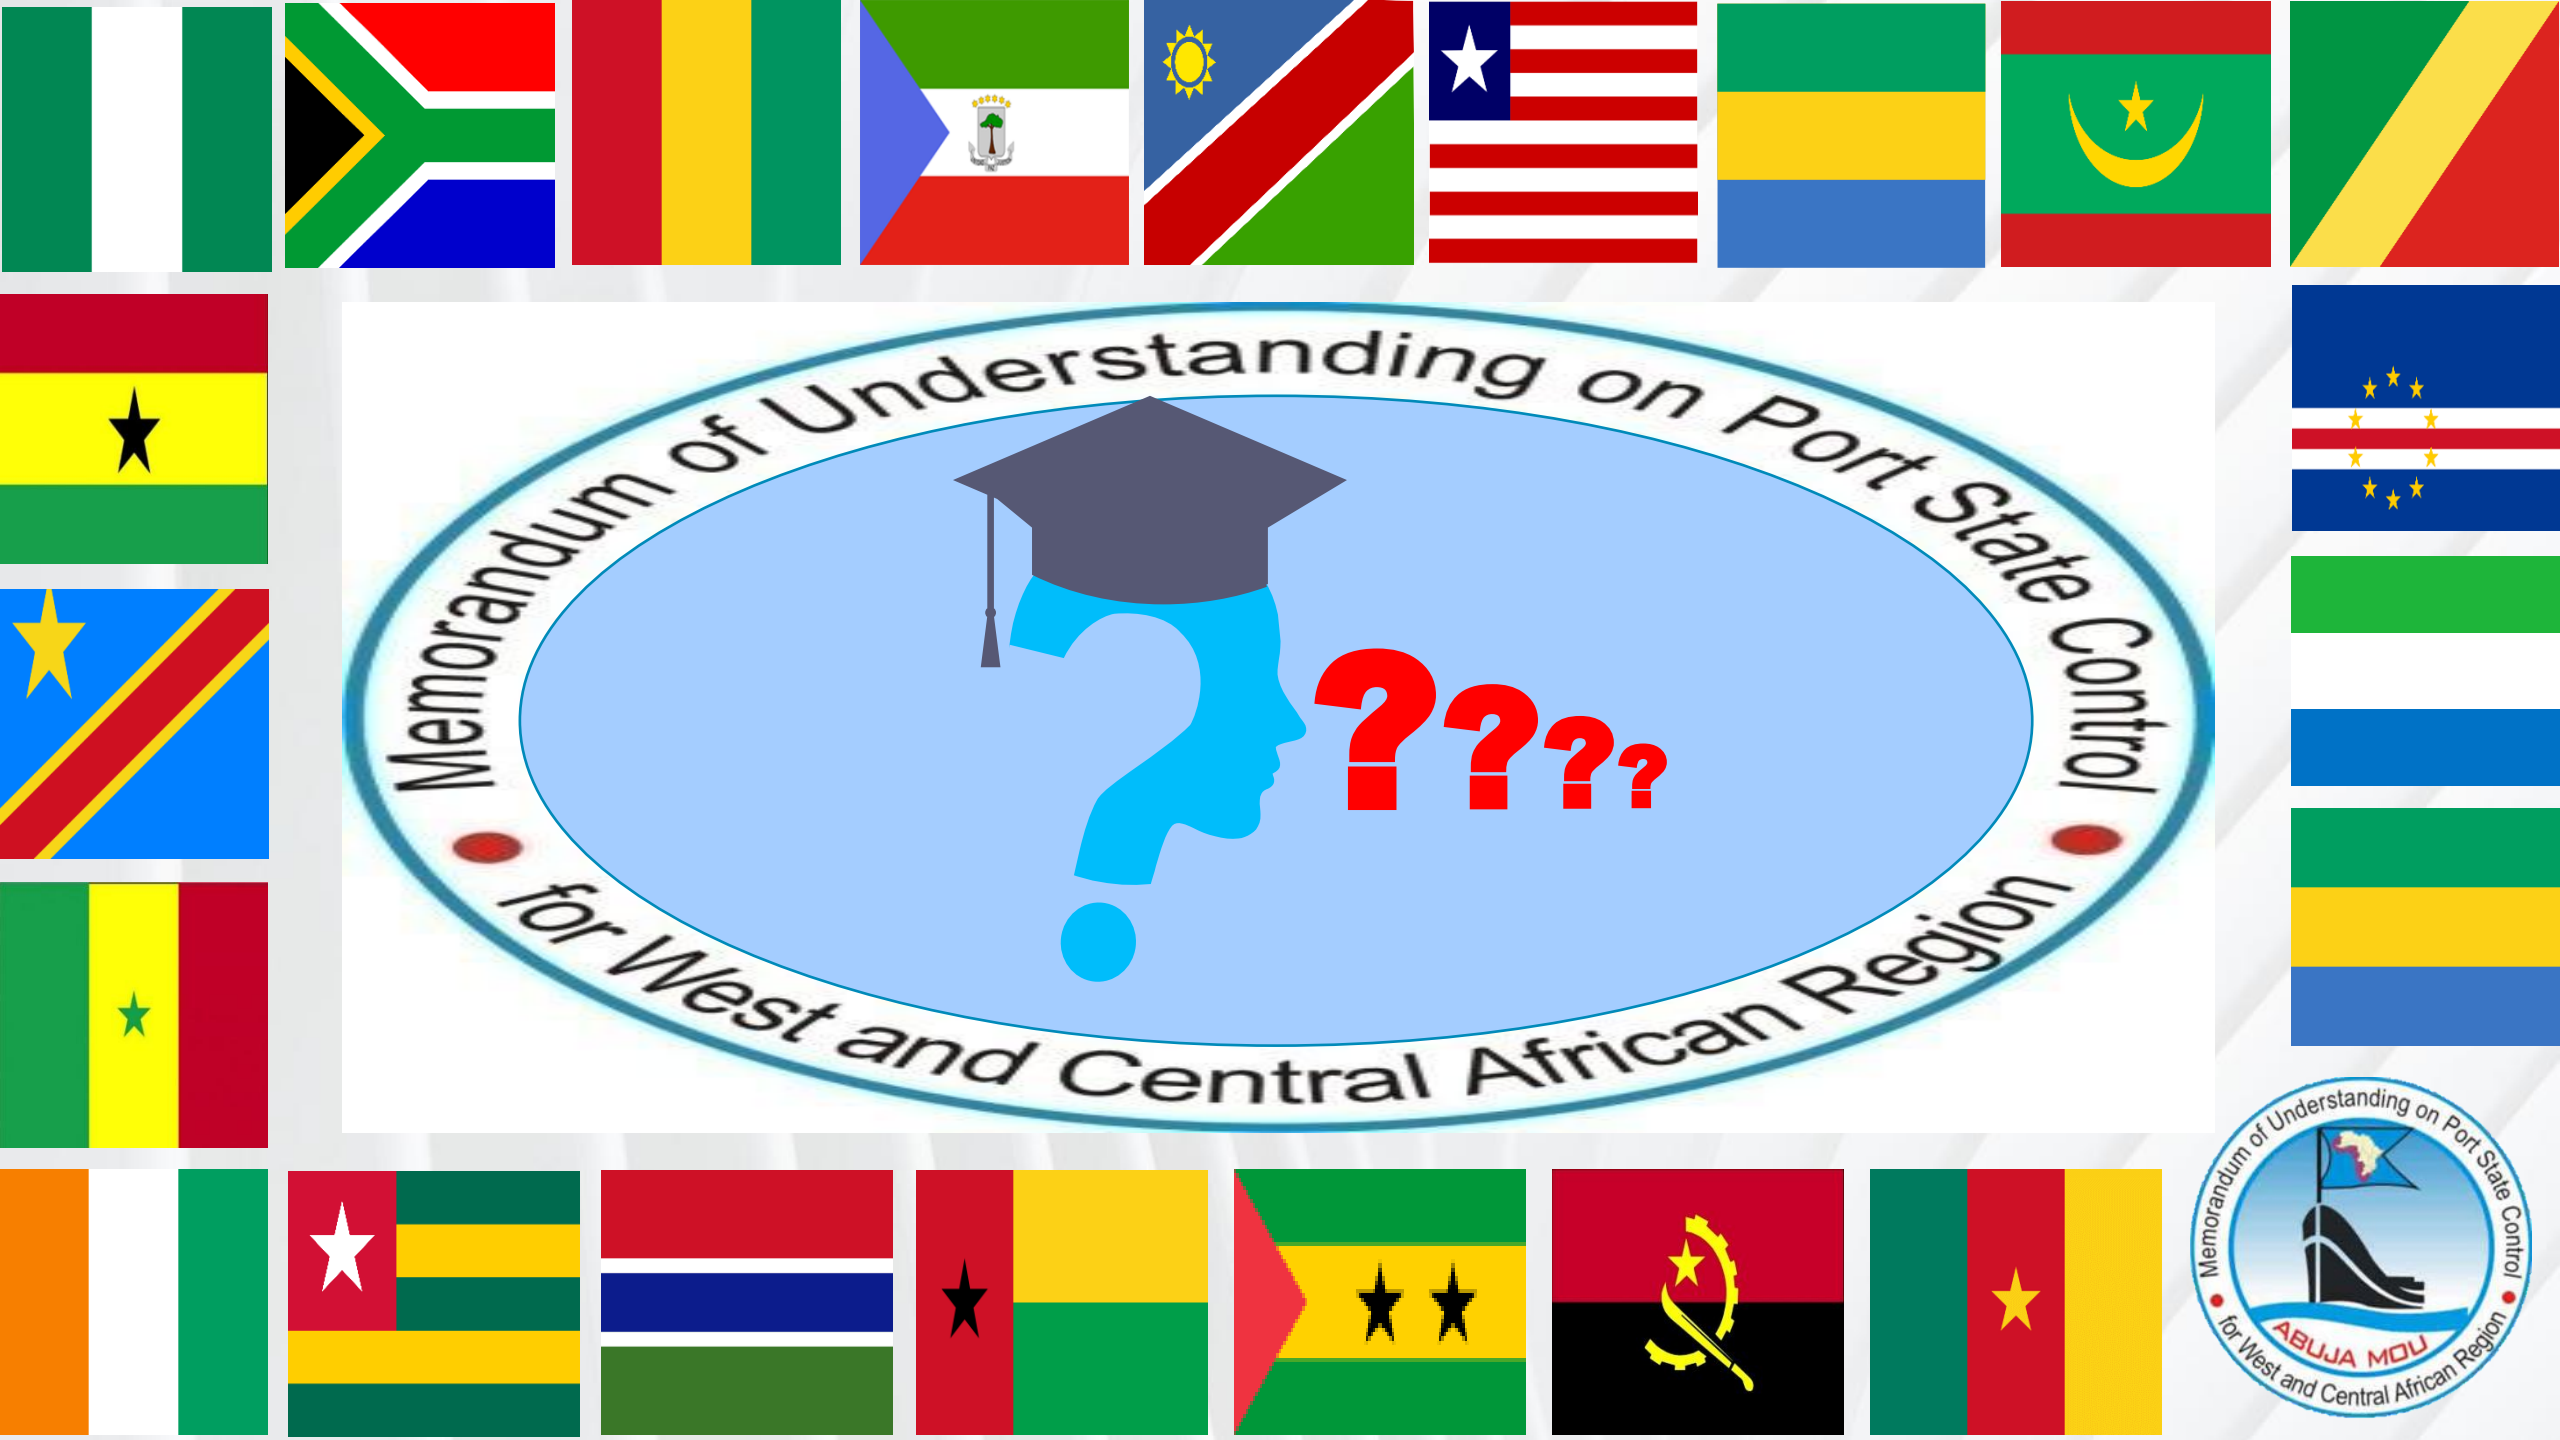 Memorandum of Understanding on Port State Control
for West and Central African Region
????
Memorandum of Understanding on Port State Control
for West and Central African Region
ABUJA MOU